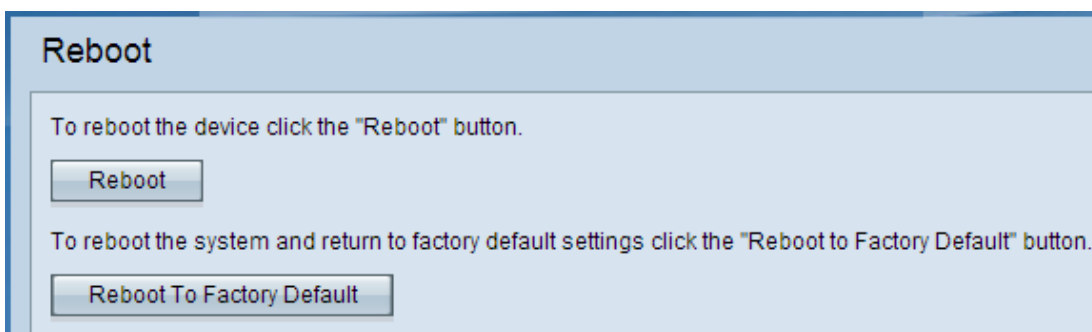 Reboot
To reboot the device click the "Reboot" button.
Reboot
To reboot the system and return to factory default settings click the "Reboot to Factory Default" button.
Reboot To Factory Default